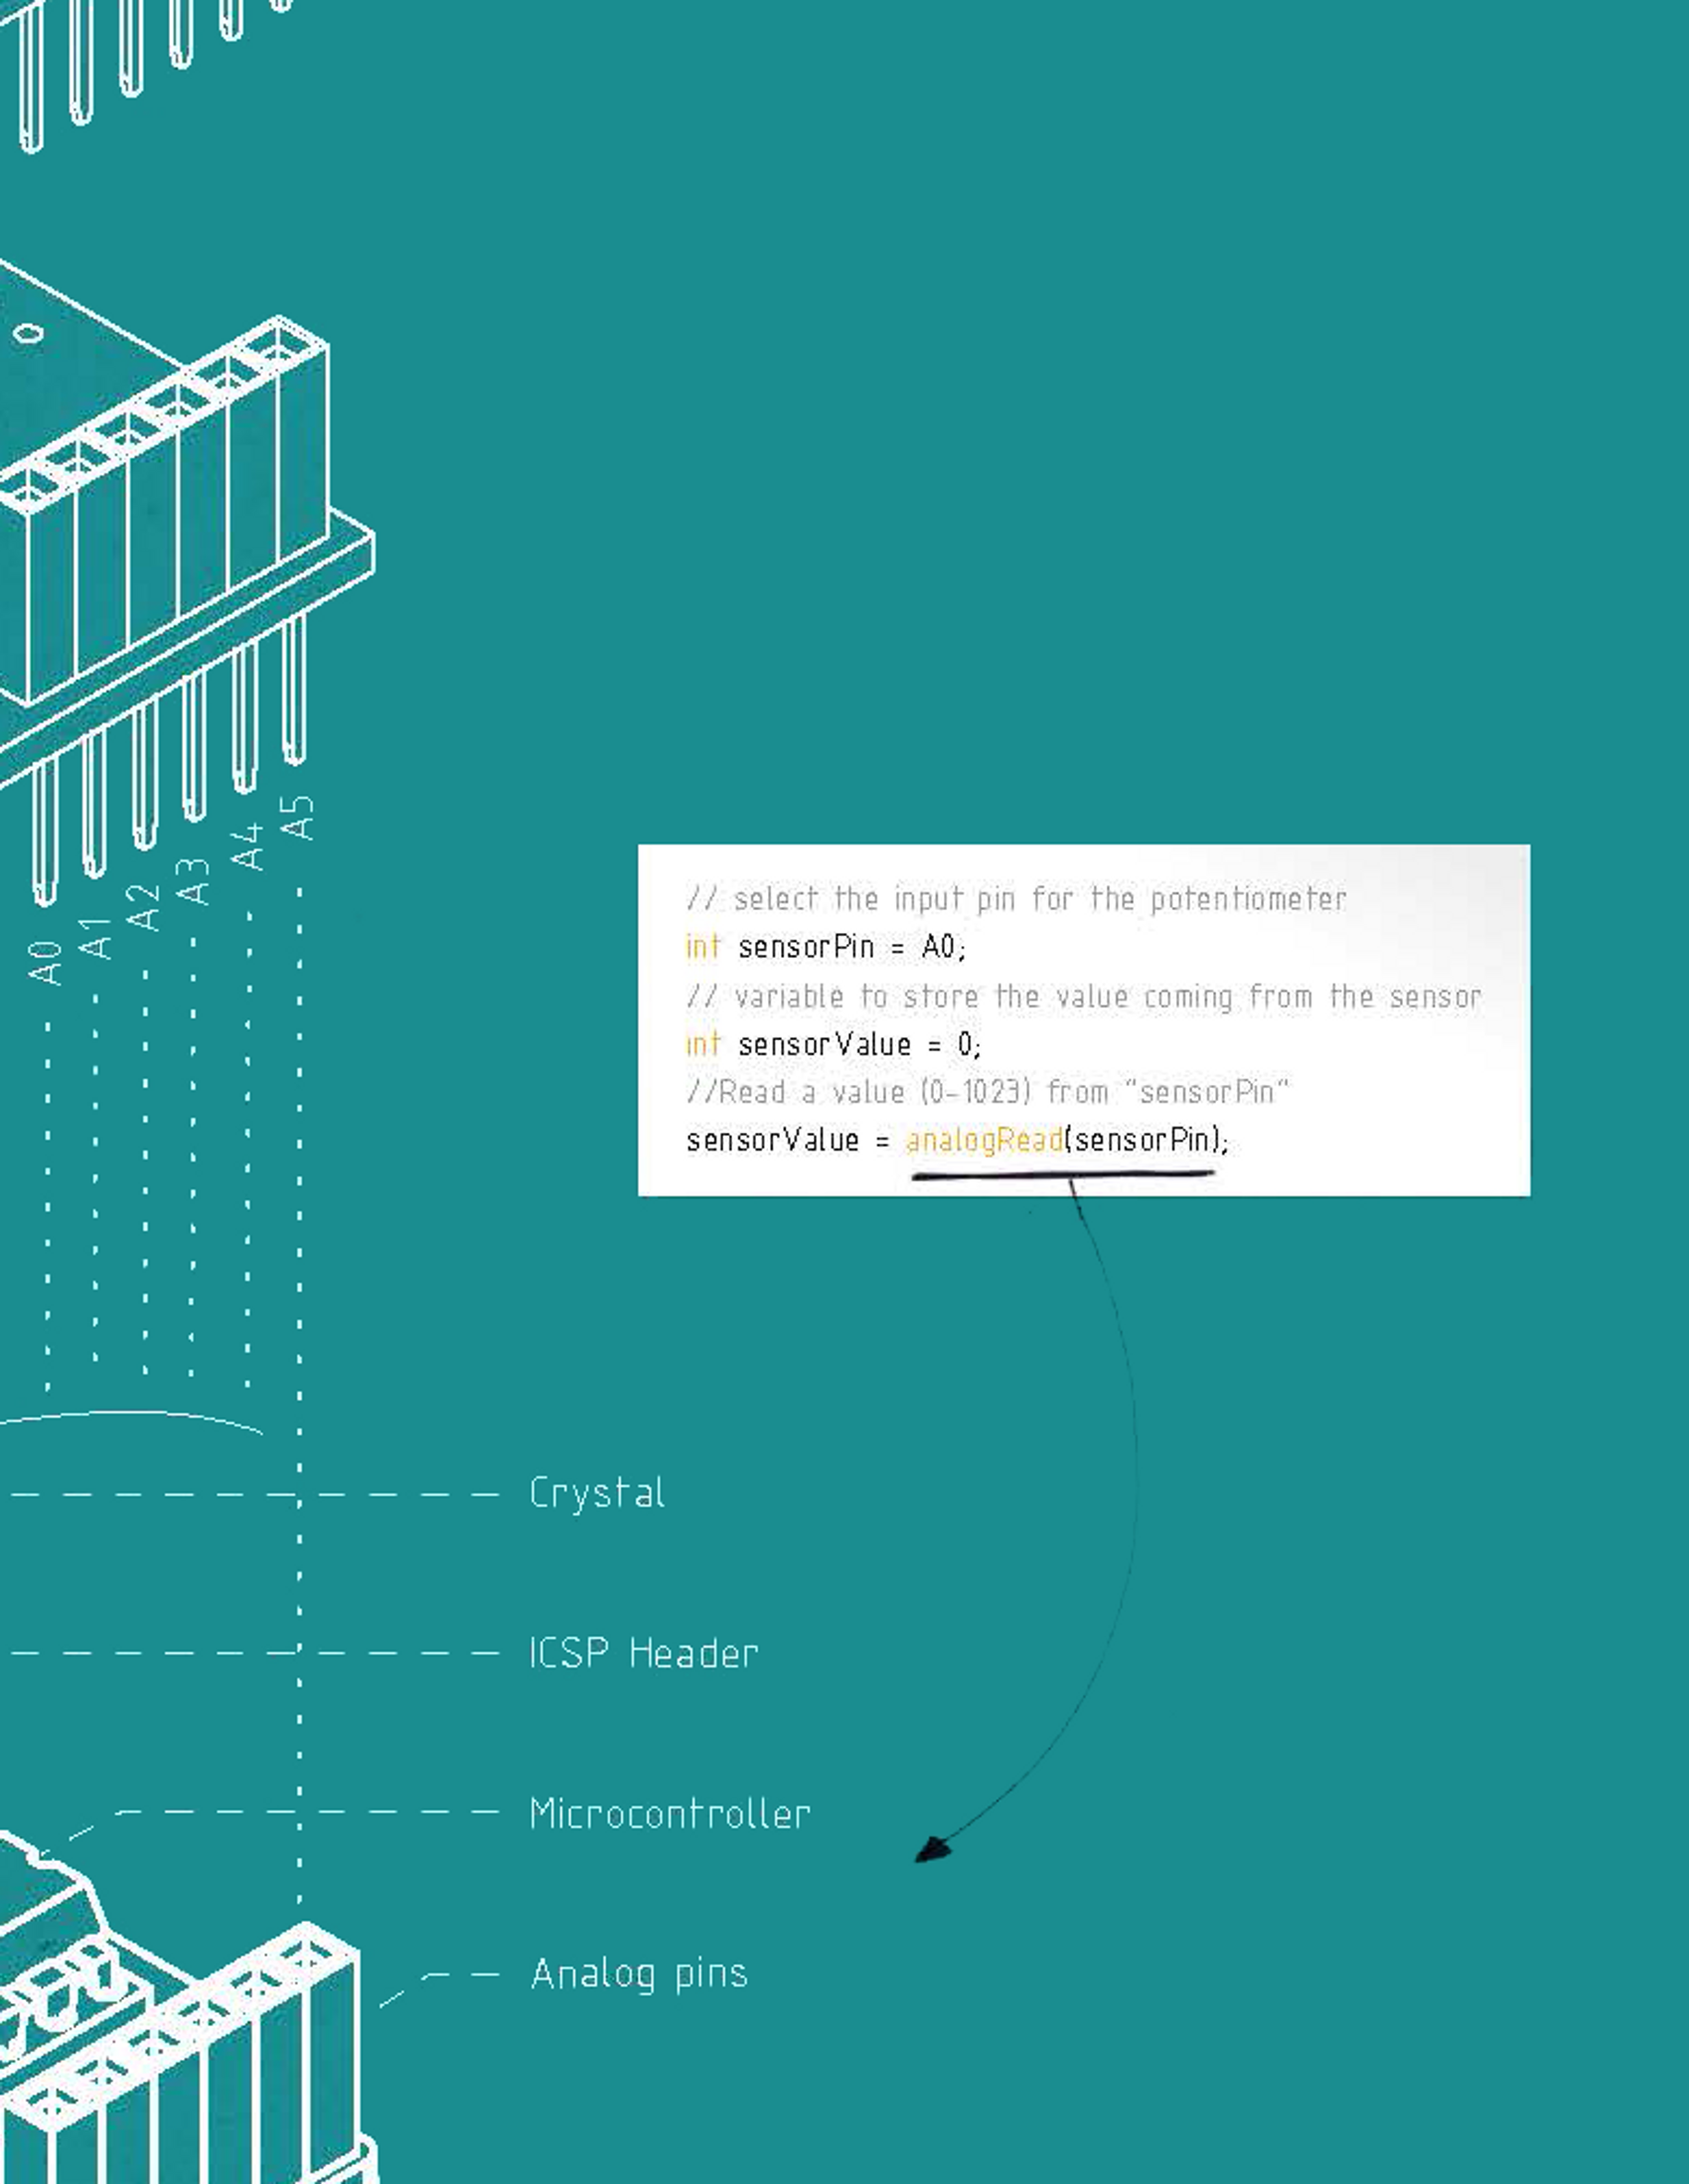 A0
A1
A2
A3
A4
A5
// select the input pin for the potentiometer
int sensorPin = A0;
// variable to store the value coming from the sensor
int sensorValue = 0;
//Read a value (0-1023) from "sensorPin"
sensorValue = analogRead(sensorPin);
Crystal
ICSP Header
Microcontroller
Analog pins